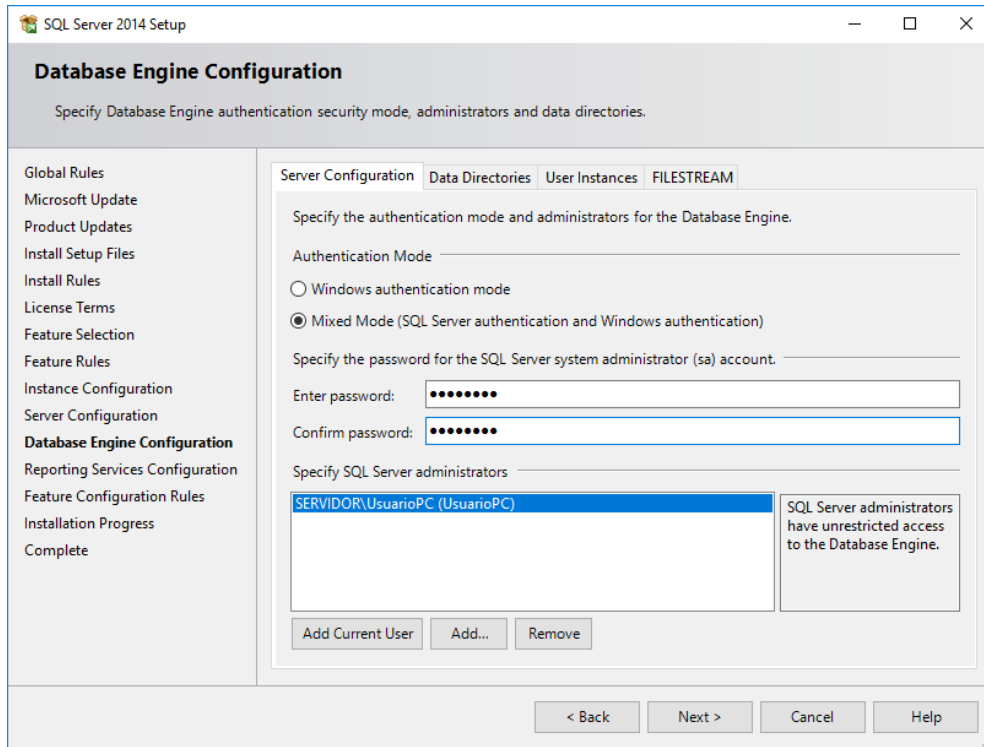 SQL Server 2014 Setup
Database Engine Configuration
Specify Database Engine authentication security mode, administrators and data directories.
Global Rules
Microsoft Update
Product Updates
Install Setup Files
Install Rules
License Terms
Feature Selection
Feature Rules
Instance Configuration
Server Configuration
Database Engine Configuration
Reporting Services Configuration
Feature Configuration Rules
Installation Progress
Complete
Server Configuration Data Directories User Instances FILESTREAM
Specify the authentication mode and administrators for the Database Engine.
Authentication Mode
Windows authentication mode
Mixed Mode (SQL Server authentication and Windows authentication)
Specify the password for the SQL Server system administrator (sa) account.
Enter password: ●●●●●●●●
Confirm password: ●●●●●●●●
Specify SQL Server administrators
SERVIDOR\UsuarioPC (UsuarioPC)
SQL Server administrators
have unrestricted access
to the Database Engine.
Add Current User Add... Remove
< Back Next > Cancel Help